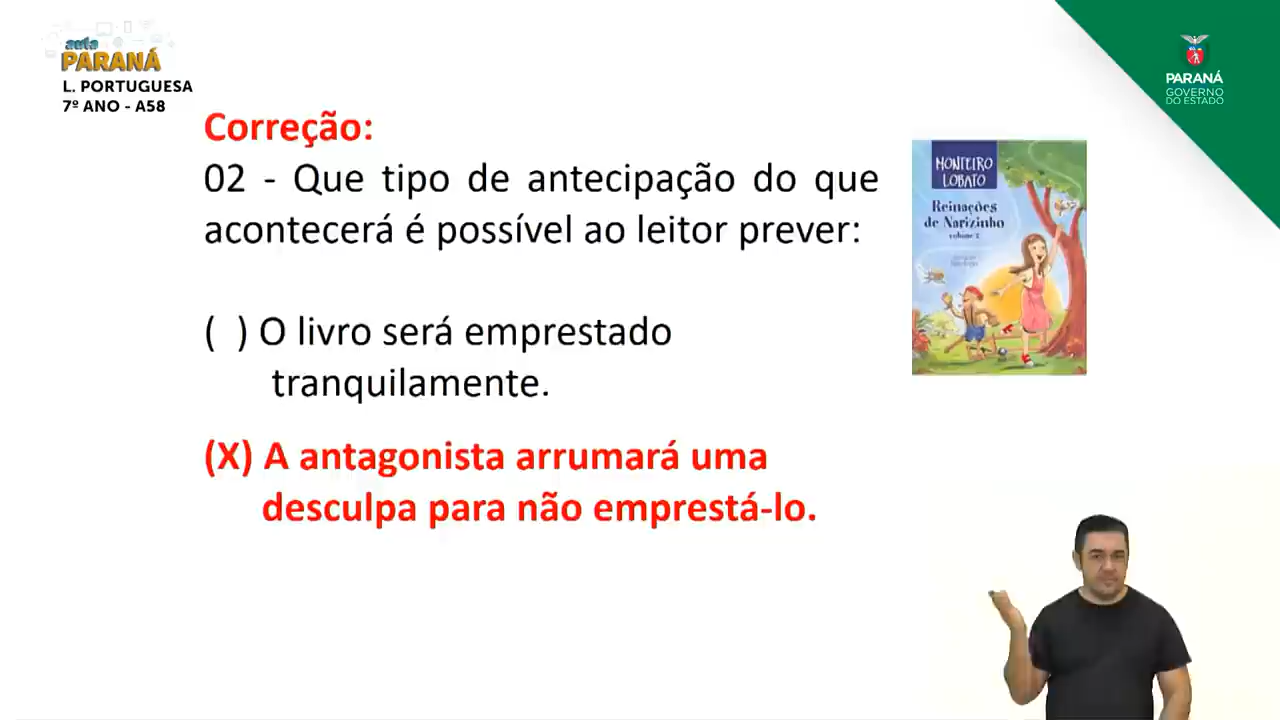 aula
PARANÁ
L. PORTUGUESA
7º ANO - A58
PARANÁ
GOVERNO
DO ESTADO
Correção:
02 - Que tipo de antecipação do que
acontecerá é possível ao leitor prever:
MONTEIRO
LOBATO
Reinações
de Narizinho
volume 2
( ) O livro será emprestado
tranquilamente.
(X) A antagonista arrumará uma
desculpa para não emprestá-lo.